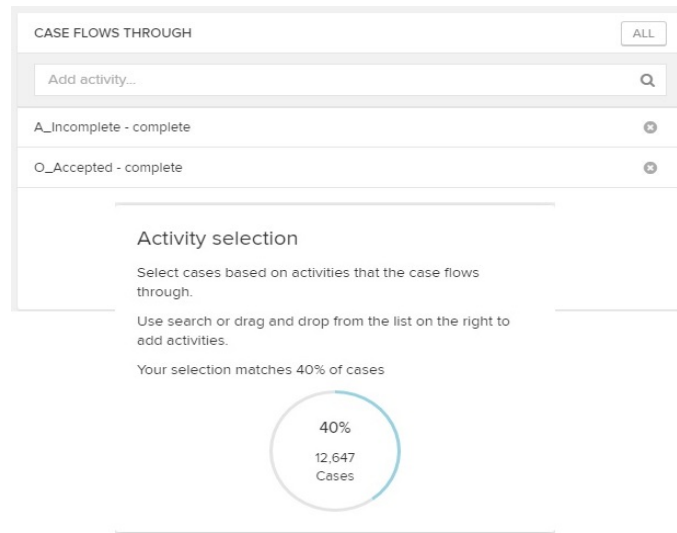 CASE FLOWS THROUGH
ALL
Add activity...
A_Incomplete - complete
O_Accepted - complete
Activity selection
Select cases based on activities that the case flows
through.
Use search or drag and drop from the list on the right to
add activities.
Your selection matches 40% of cases
40%
12,647
Cases